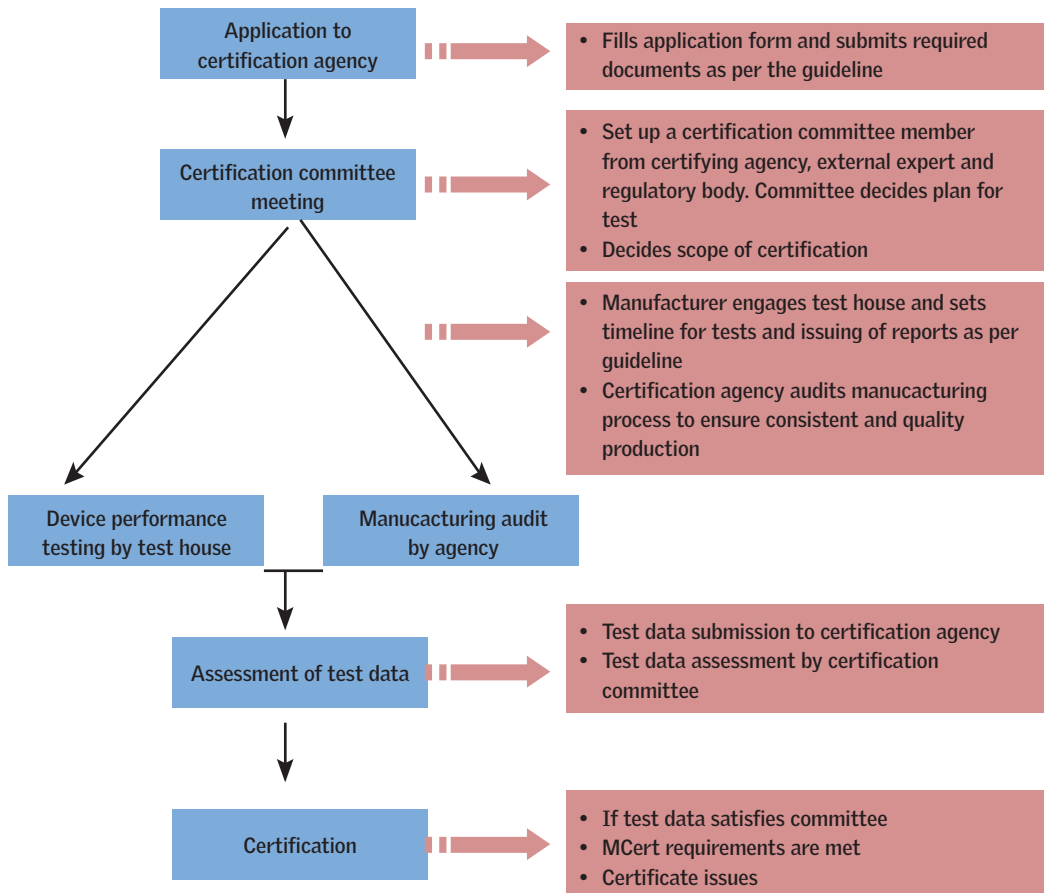 Application to
certification agency
• Fills application form and submits required
documents as per the guideline
Certification committee
meeting
• Set up a certification committee member
from certifying agency, external expert and
regulatory body. Committee decides plan for
test
• Decides scope of certification
• Manufacturer engages test house and sets
timeline for tests and issuing of reports as per
guideline
• Certification agency audits manucacturing
process to ensure consistent and quality
production
Device performance
testing by test house
Manucacturing audit
by agency
Assessment of test data
• Test data submission to certification agency
• Test data assessment by certification
committee
Certification
• If test data satisfies committee
• MCert requirements are met
• Certificate issues